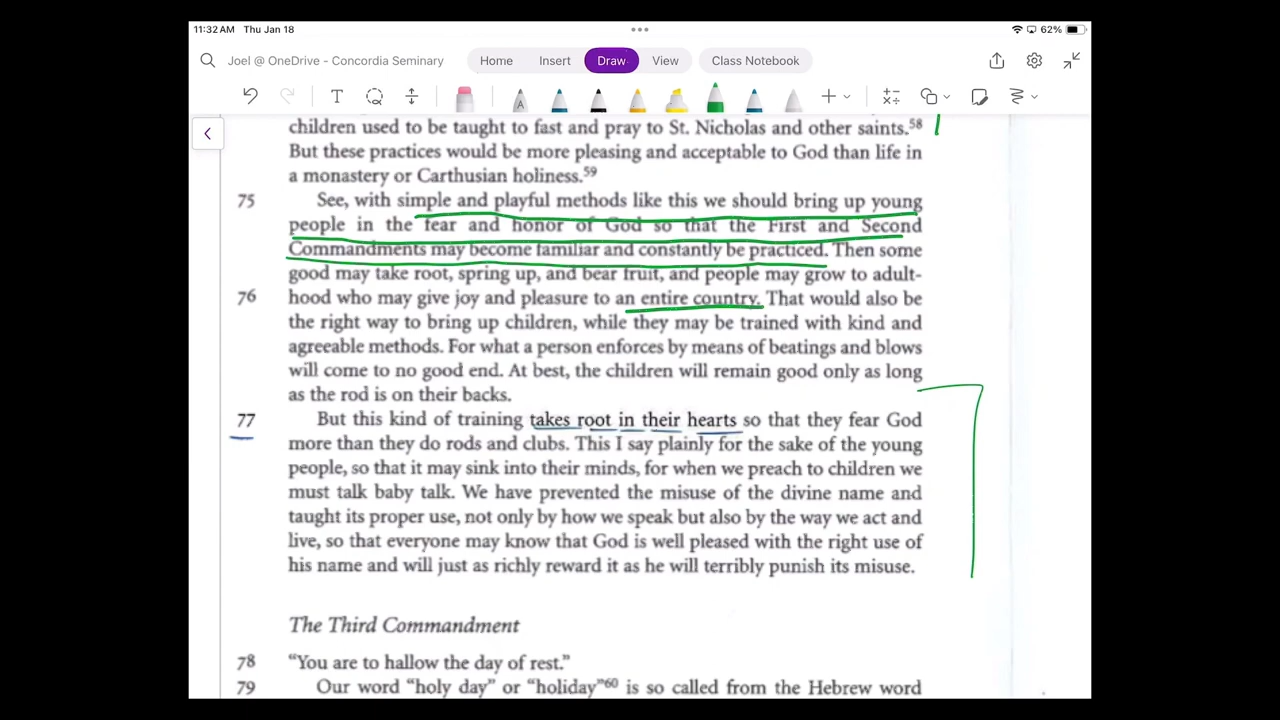 11:32 AM Thu Jan 18
62%
Joel @ OneDrive - Concordia Seminary
Home Insert Draw View Class Notebook
T A
children used to be taught to fast and pray to St. Nicholas and other saints.58
But these practices would be more pleasing and acceptable to God than life in
a monastery or Carthusian holiness.59
75 See, with simple and playful methods like this we should bring up young
people in the fear and honor of God so that the First and Second
Commandments may become familiar and constantly be practiced. Then some
good may take root, spring up, and bear fruit, and people may grow to adult-
76 hood who may give joy and pleasure to an entire country. That would also be
the right way to bring up children, while they may be trained with kind and
agreeable methods. For what a person enforces by means of beatings and blows
will come to no good end. At best, the children will remain good only as long
as the rod is on their backs.
77 But this kind of training takes root in their hearts so that they fear God
more than they do rods and clubs. This I say plainly for the sake of the young
people, so that it may sink into their minds, for when we preach to children we
must talk baby talk. We have prevented the misuse of the divine name and
taught its proper use, not only by how we speak but also by the way we act and
live, so that everyone may know that God is well pleased with the right use of
his name and will just as richly reward it as he will terribly punish its misuse.
The Third Commandment
78 “You are to hallow the day of rest.”
79 Our word “holy day” or “holiday”60 is so called from the Hebrew word